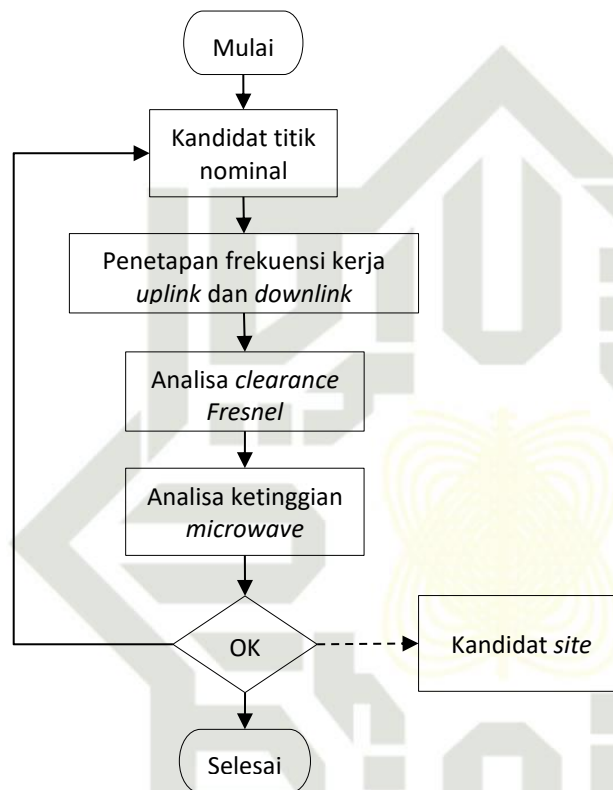 Mulai
Kandidat titik
nominal
Penetapan frekuensi kerja
uplink dan downlink
Analisa clearance
Fresnel
Analisa ketinggian
microwave
OK
Kandidat site
Selesai